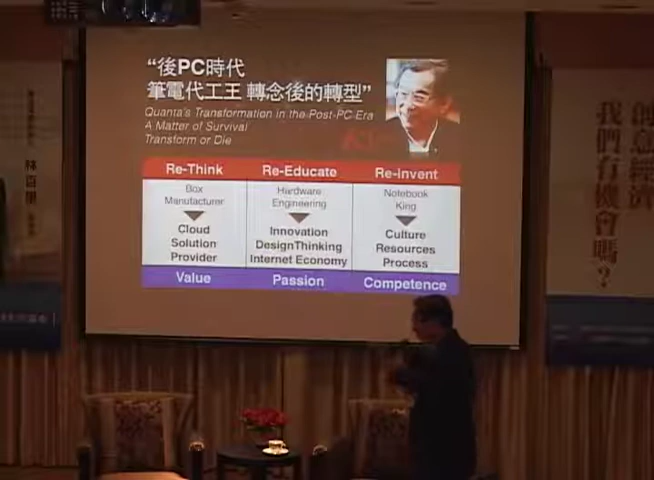 “後PC時代
筆電代工王 轉念後的轉型”
Quanta's Transformation in the Post-PC Era
A Matter of Survival
Transform or Die
Re-Think
Re-Educate
Re-Invent
Box
Manufacturer
Cloud
Solution
Provider
Hardware
Engineering
Innovation
DesignThinking
Internet Economy
Notebook
King
Culture
Resources
Process
Value
Passion
Competence
林百里
創意經濟
我們有機會嗎?